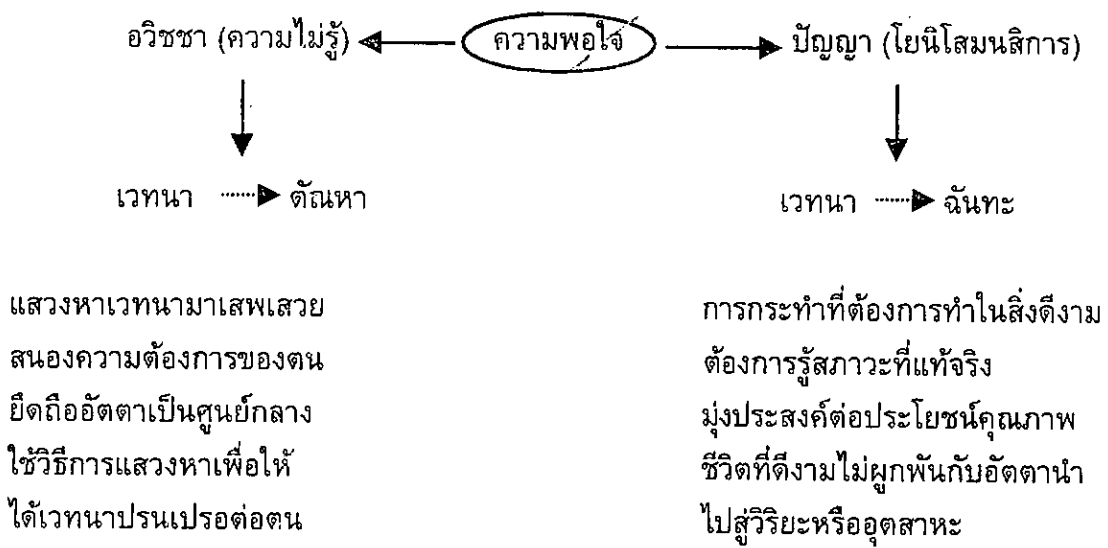 อวิชชา (ความไม่รู้) ความพอใจ ปัญญา (โยนิโสมนสิการ)
เวทนา ตัณหา เวทนา ฉันทะ
แสวงหาเวทนามาเสพเสวย
สนองความต้องการของตน
ยึดถืออัตตาเป็นศูนย์กลาง
ใช้วิธีการแสวงหาเพื่อให้
ได้เวทนาปรนเปรอต่อตน
การกระทำที่ต้องการทำในสิ่งดีงาม
ต้องการรู้สภาวะที่แท้จริง
มุ่งประสงค์ต่อประโยชน์คุณภาพ
ชีวิตที่ดีงามไม่ผูกพันกับอัตตานำ
ไปสู่วิริยะหรืออุตสาหะ